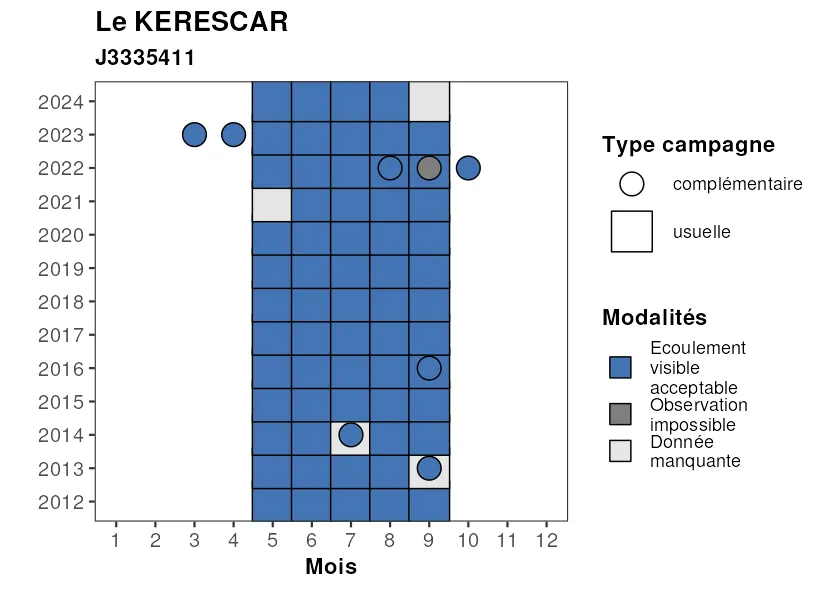 Le KERESCAR
J3335411
2024
2023
2022
2021
2020
2019
2018
2017
2016
2015
2014
2013
2012
1 2 3 4 5 6 7 8 9 10 11 12
Mois
Type campagne
complémentaire
usuelle
Modalités
Ecoulement
visible
acceptable
Observation
impossible
Donnée
manquante